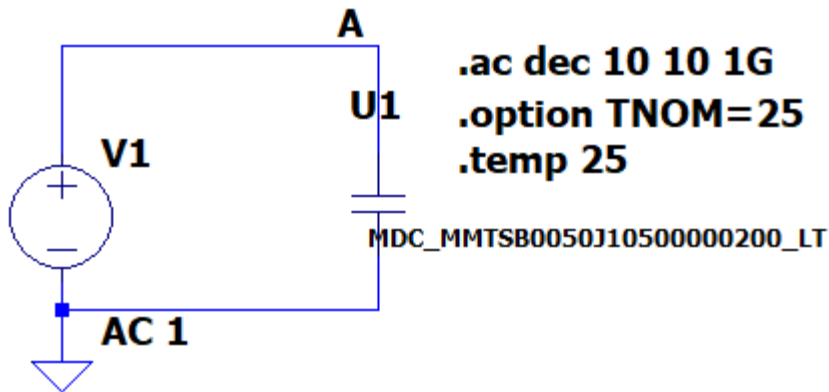 A
.ac dec 10 10 1G
U1
.option TNOM=25
V1
.temp 25
MDC_MMTSB0050J10500000200_LT
AC 1